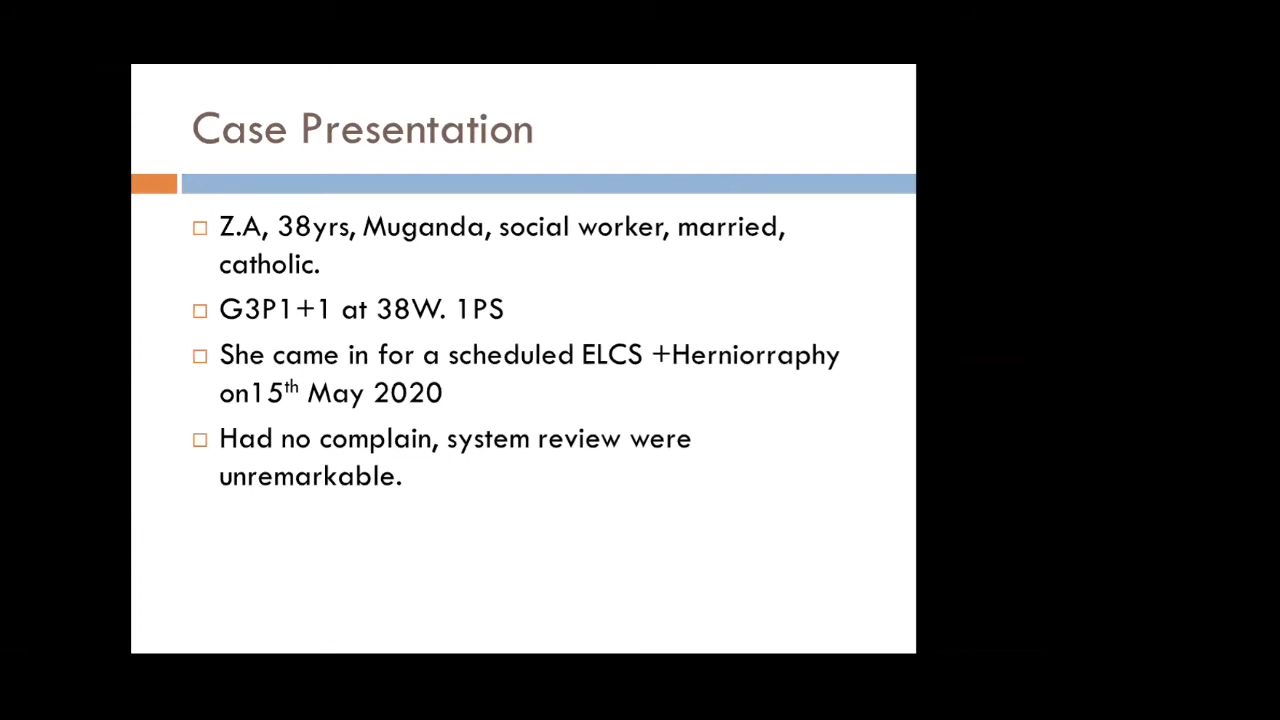 Case Presentation
Z.A, 38yrs, Muganda, social worker, married,
catholic.
G3P1+1 at 38W. 1PS
She came in for a scheduled ELCS +Herniorraphy
on15th May 2020
Had no complain, system review were
unremarkable.